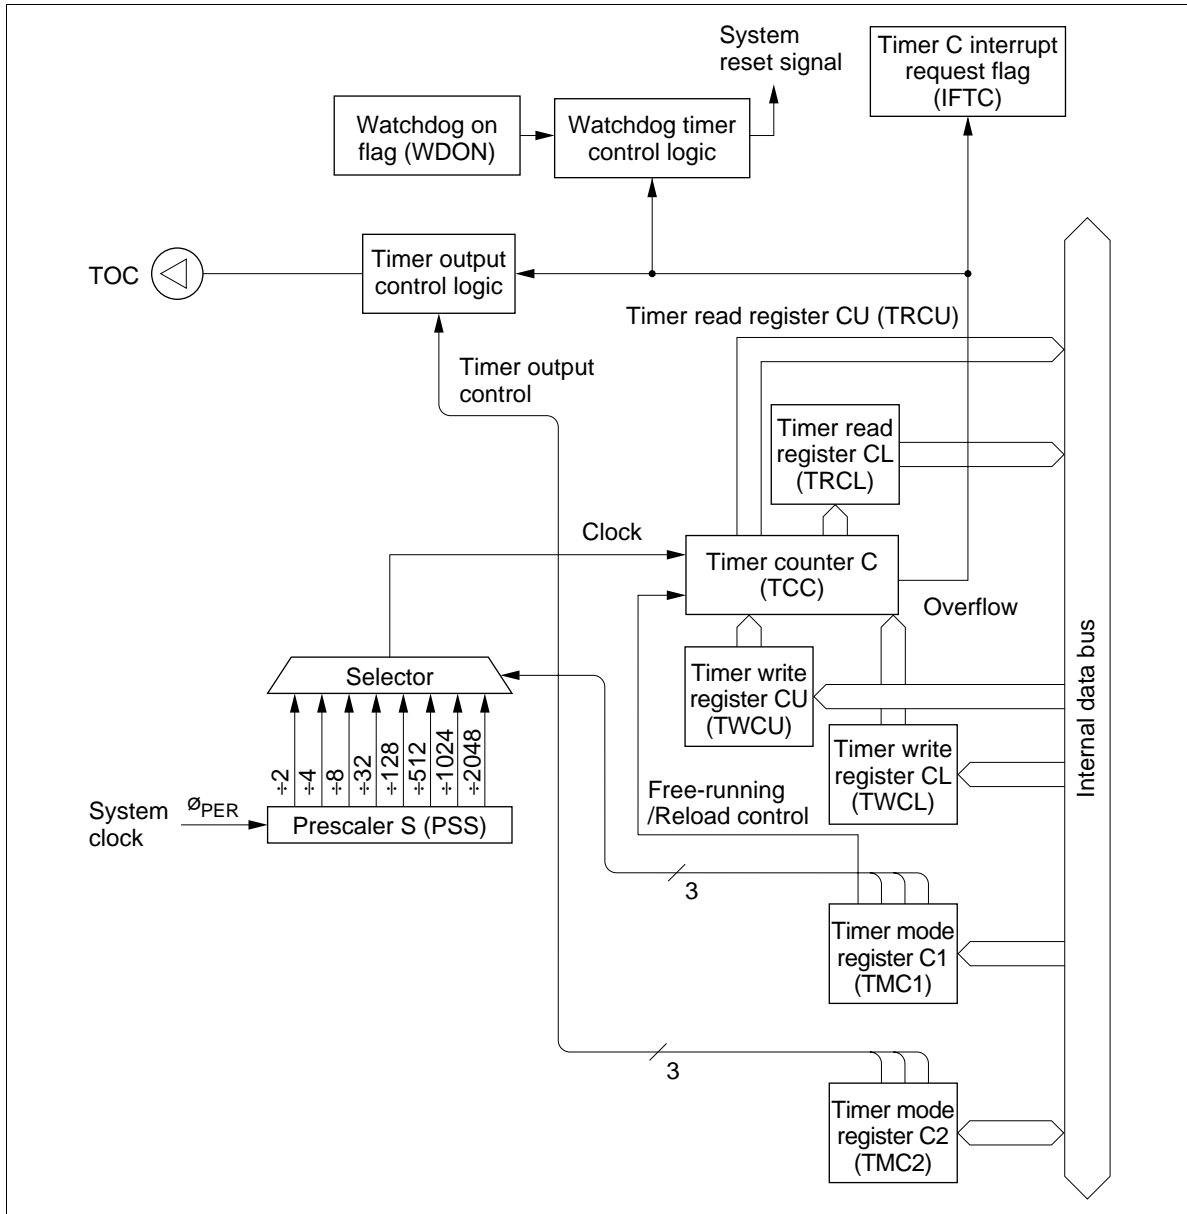 System
reset signal
Timer C interrupt
request flag
(IFTC)
Watchdog on
flag (WDON)
Watchdog timer
control logic
TOC
Timer output
control logic
Timer read register CU (TRCU)
Timer output
control
Timer read
register CL
(TRCL)
Clock
Timer counter C
(TCC)
Overflow
Selector
Timer write
register CU
(TWCU)
Internal data bus
÷2
÷4
÷8
÷32
÷128
÷512
÷1024
÷2048
Timer write
register CL
(TWCL)
System
clock
øPER
Prescaler S (PSS)
Free-running
/Reload control
3
Timer mode
register C1
(TMC1)
3
Timer mode
register C2
(TMC2)